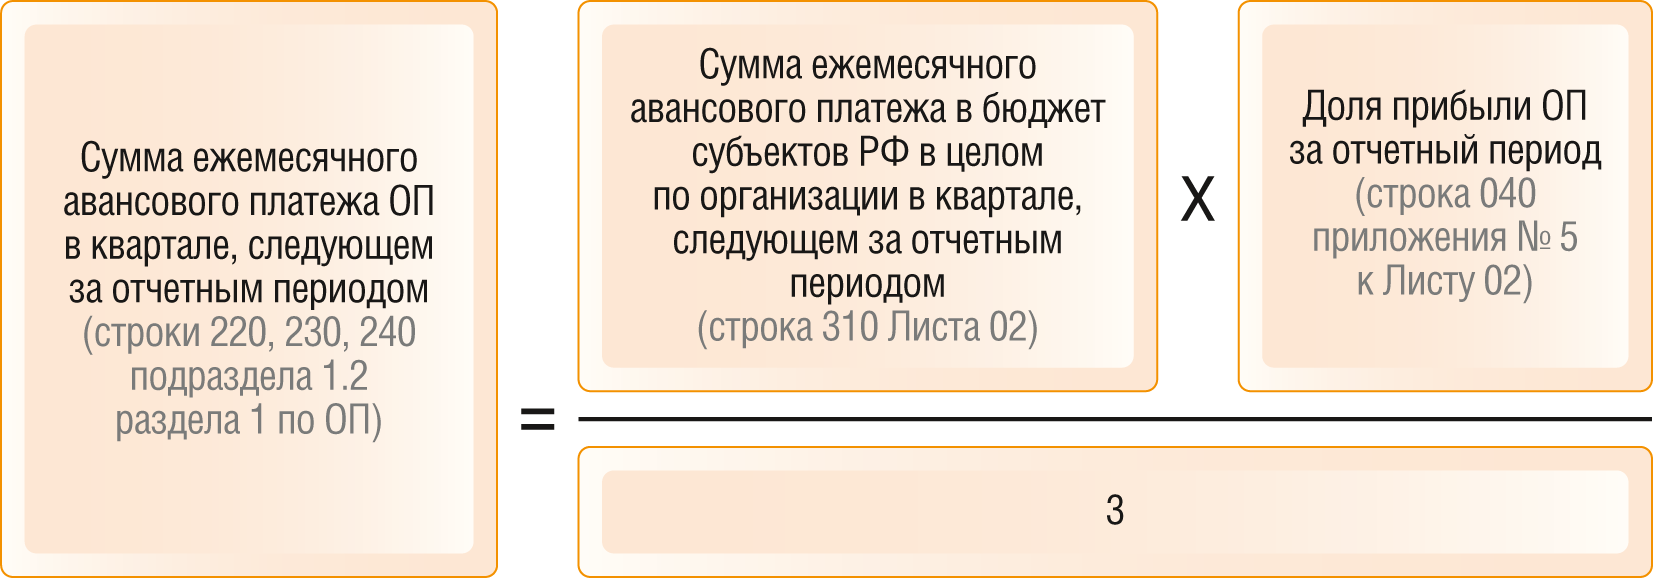 Сумма ежемесячного
авансового платежа ОП
в квартале, следующем
за отчетным периодом
(строки 220, 230, 240
подраздела 1.2
раздела 1 по ОП)
=
Сумма ежемесячного
авансового платежа в бюджет
субъектов РФ в целом
по организации в квартале,
следующем за отчетным
периодом
(строка 310 Листа 02)
X
Доля прибыли ОП
за отчетный период
(строка 040
приложения № 5
к Листу 02)
3